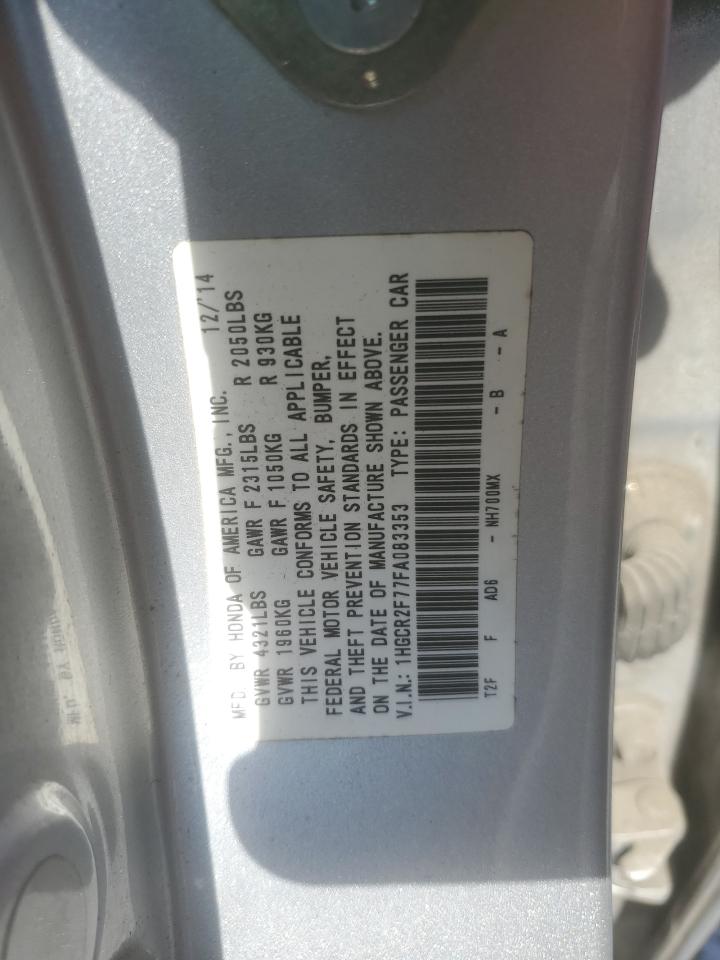 MFD. BY HONDA OF AMERICA MFG., INC. 12/'14
GVWR 4321LBS GAWR F 2315LBS R 2050LBS
GVWR 1960KG GAWR F 1050KG R 930KG
THIS VEHICLE CONFORMS TO ALL APPLICABLE
FEDERAL MOTOR VEHICLE SAFETY, BUMPER,
AND THEFT PREVENTION STANDARDS IN EFFECT
ON THE DATE OF MANUFACTURE SHOWN ABOVE.
V.I.N.: 1HGCR2F77FA083353 TYPE: PASSENGER CAR
T2F F AD6 - NH700MX - B - A